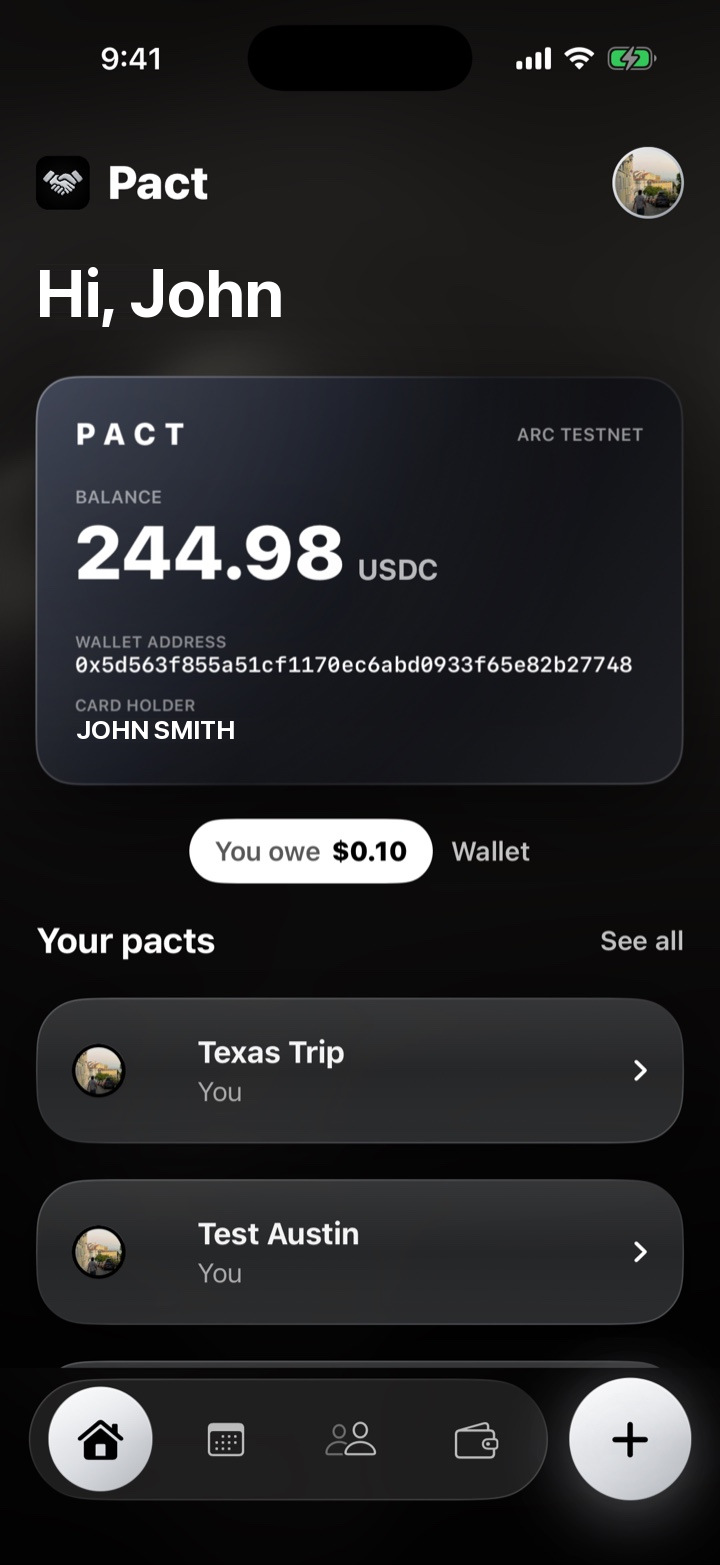 9:41
Pact
Hi, John
PACT
ARC TESTNET
BALANCE
244.98 USDC
WALLET ADDRESS
0x5d563f855a51cf1170ec6abd0933f65e82b27748
CARD HOLDER
JOHN SMITH
You owe $0.10
Wallet
Your pacts
See all
Texas Trip
You
Test Austin
You